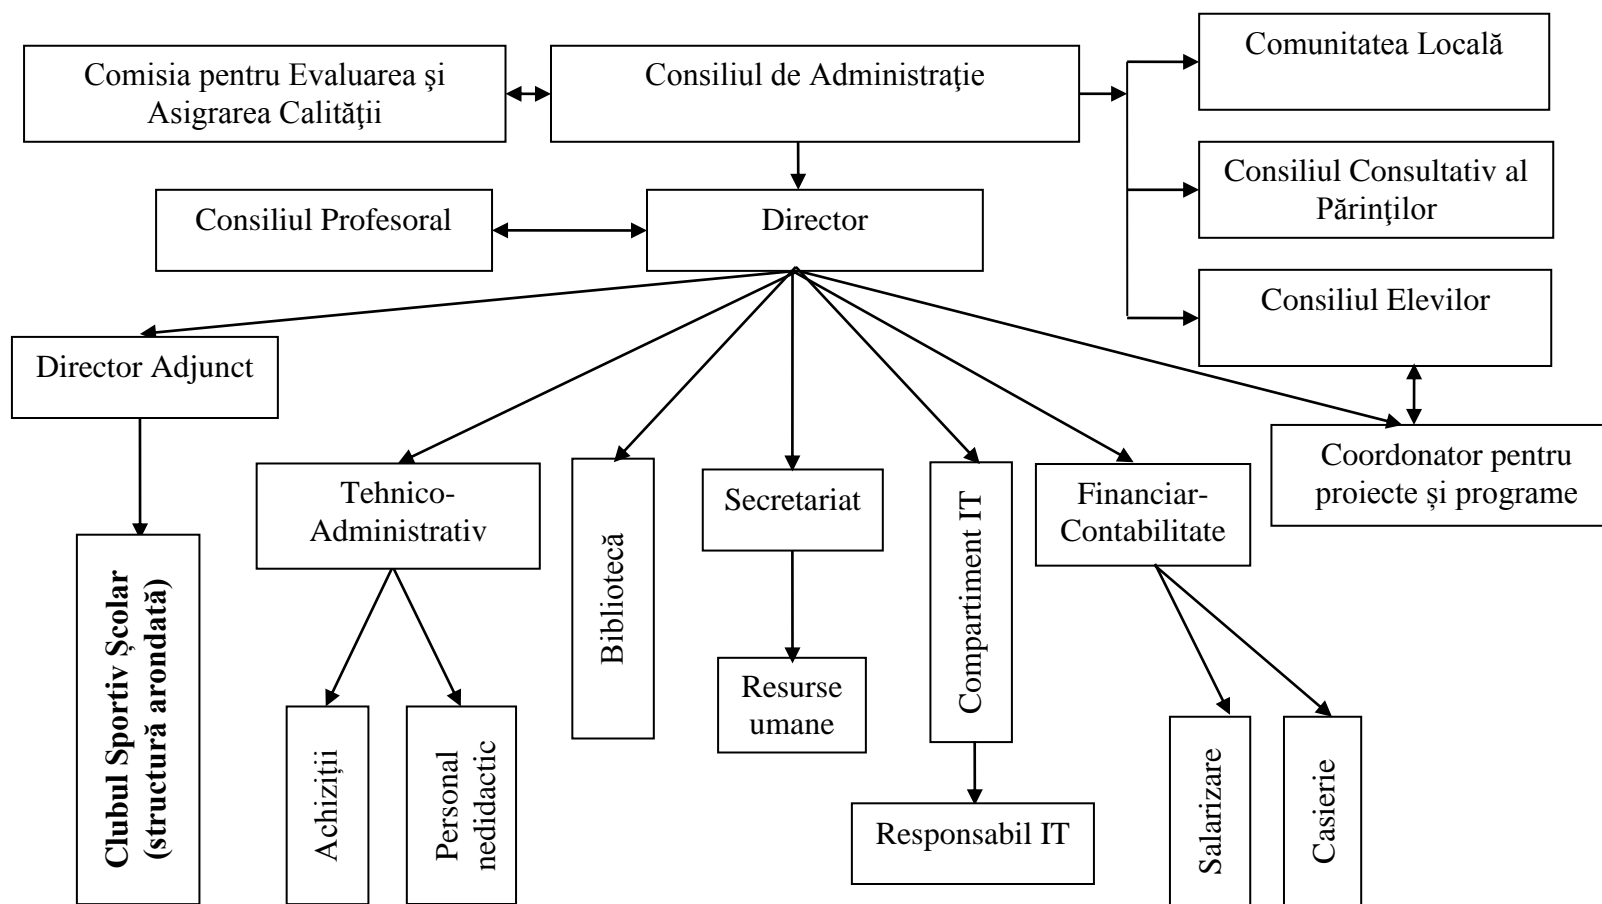 Comisia pentru Evaluarea şi
Asigrarea Calităţii
Consiliul de Administraţie
Comunitatea Locală
Consiliul Consultativ al
Părinţilor
Consiliul Profesoral
Director
Consiliul Elevilor
Director Adjunct
Tehnico-
Administrativ
Bibliotecă
Secretariat
Compartiment IT
Financiar-
Contabilitate
Coordonator pentru
proiecte și programe
Clubul Sportiv Școlar
(structură arondată)
Achiziții
Personal
nedidactic
Resurse
umane
Responsabil IT
Salarizare
Casierie